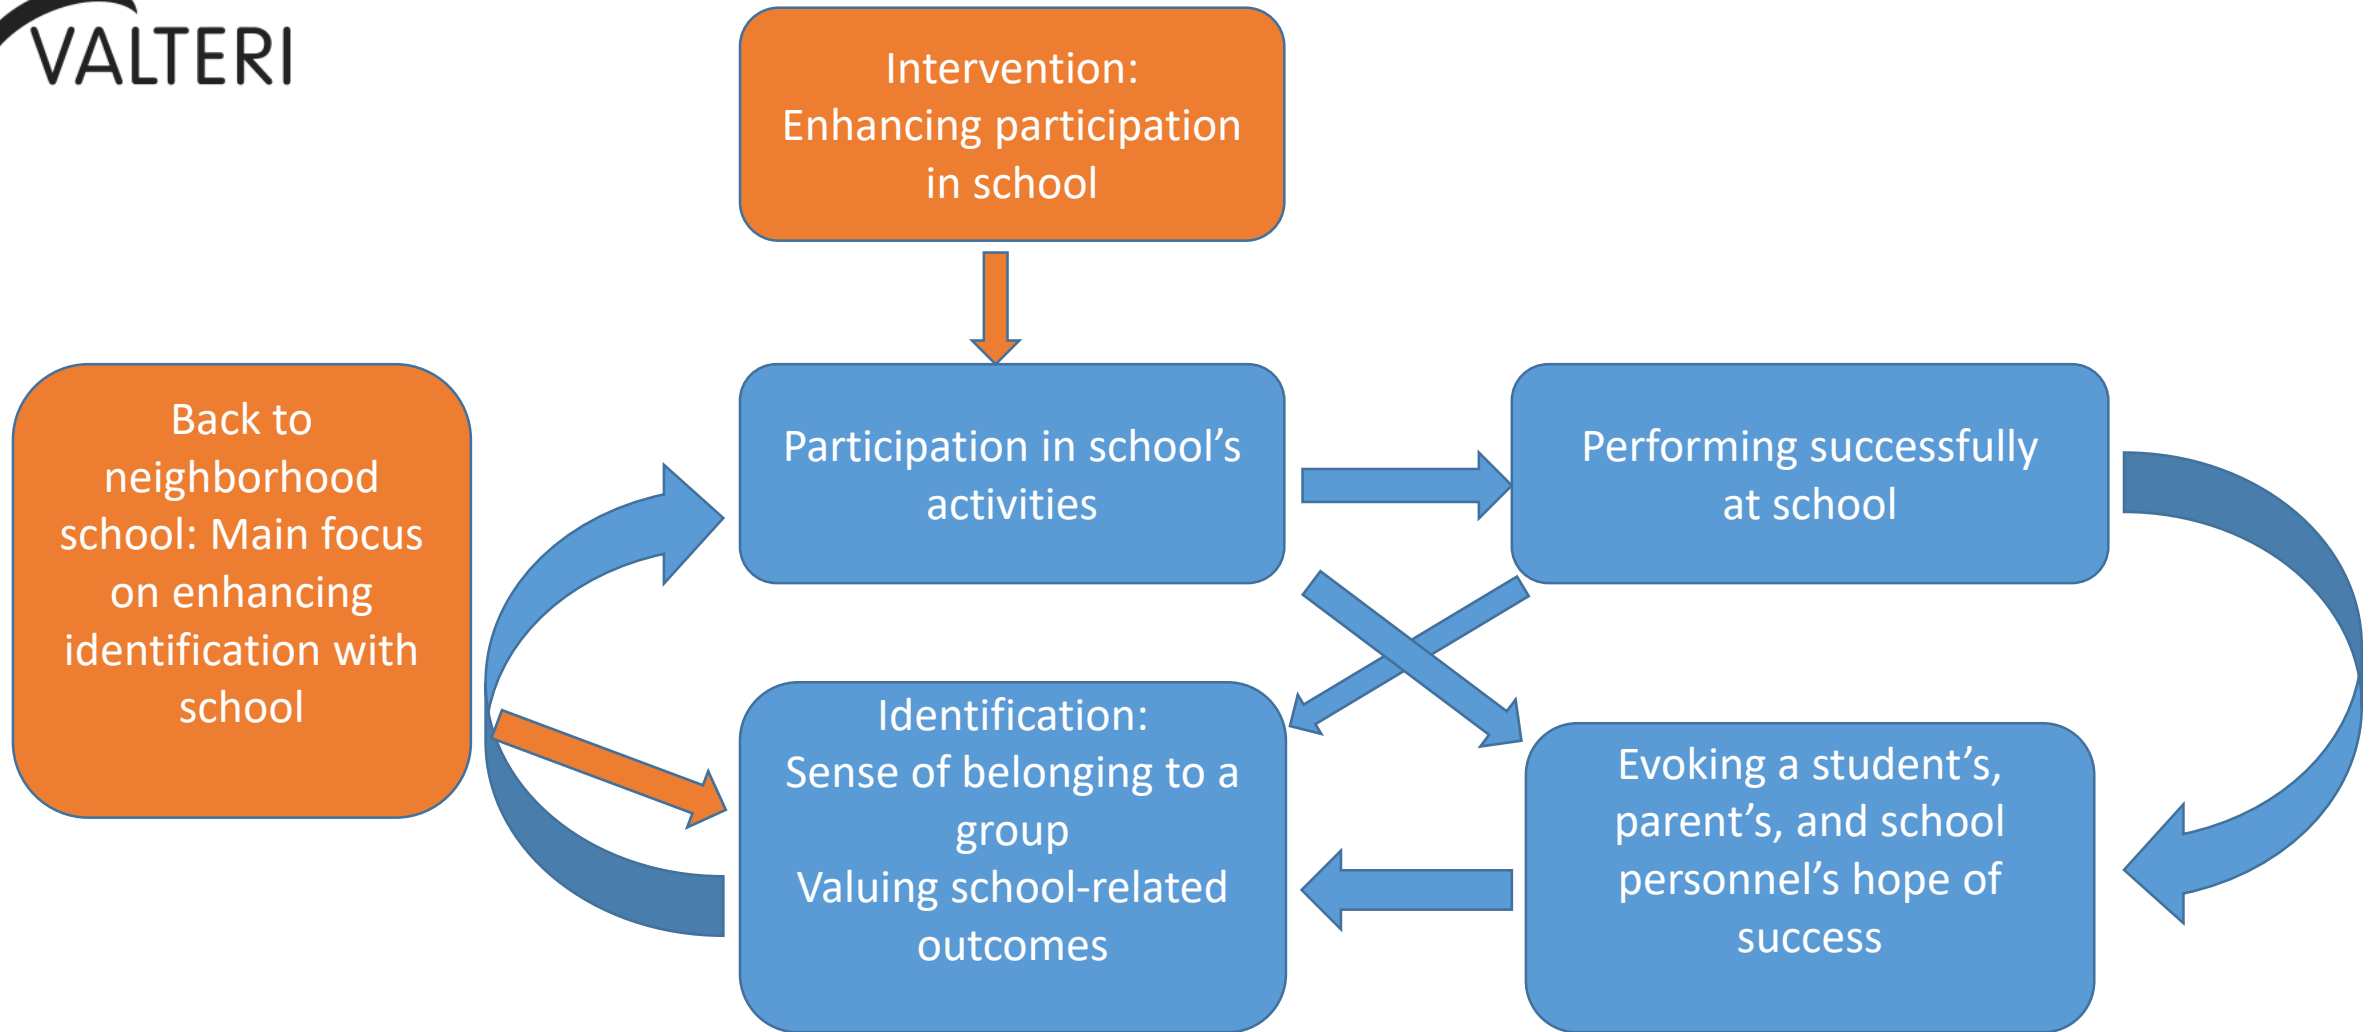 VALTERI
Intervention:
Enhancing participation
in school
Back to
neighborhood
school: Main focus
on enhancing
identification with
school
Participation in school’s
activities
Performing successfully
at school
Identification:
Sense of belonging to a
group
Valuing school-related
outcomes
Evoking a student’s,
parent’s, and school
personnel’s hope of
success